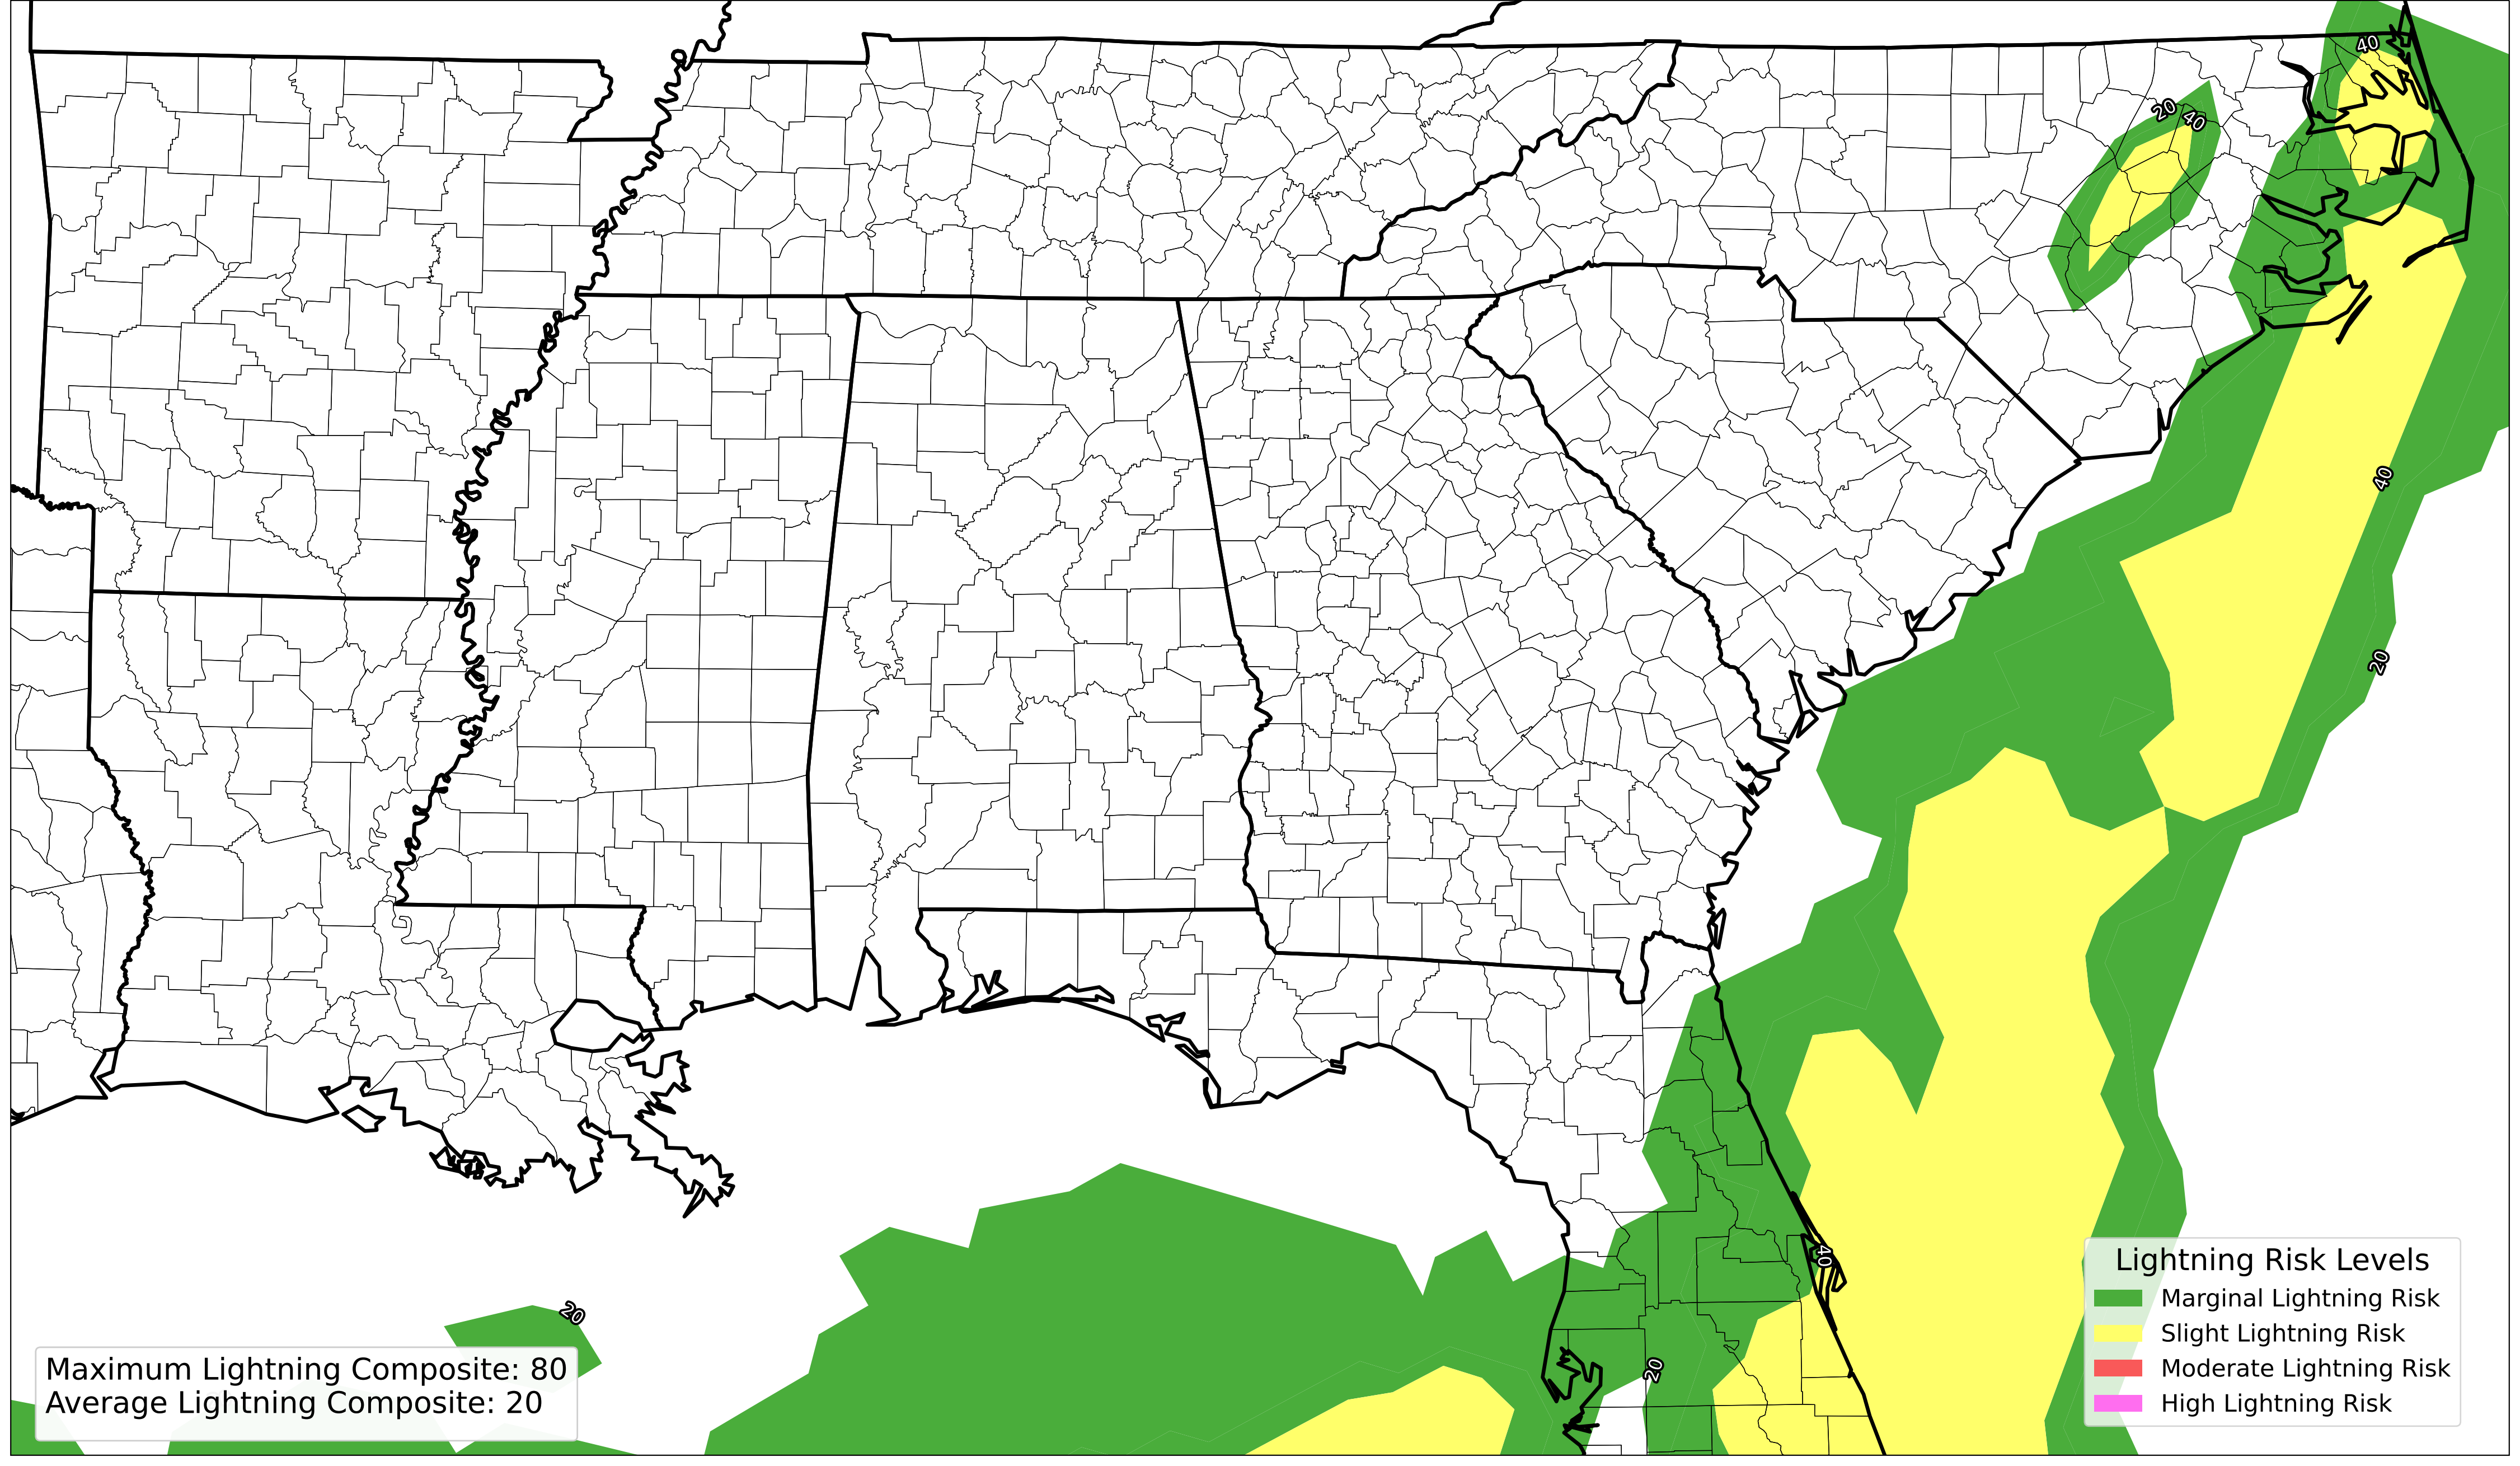 40
20
40
40
20
40
20
20
Maximum Lightning Composite: 80
Average Lightning Composite: 20
Lightning Risk Levels
Marginal Lightning Risk
Slight Lightning Risk
Moderate Lightning Risk
High Lightning Risk